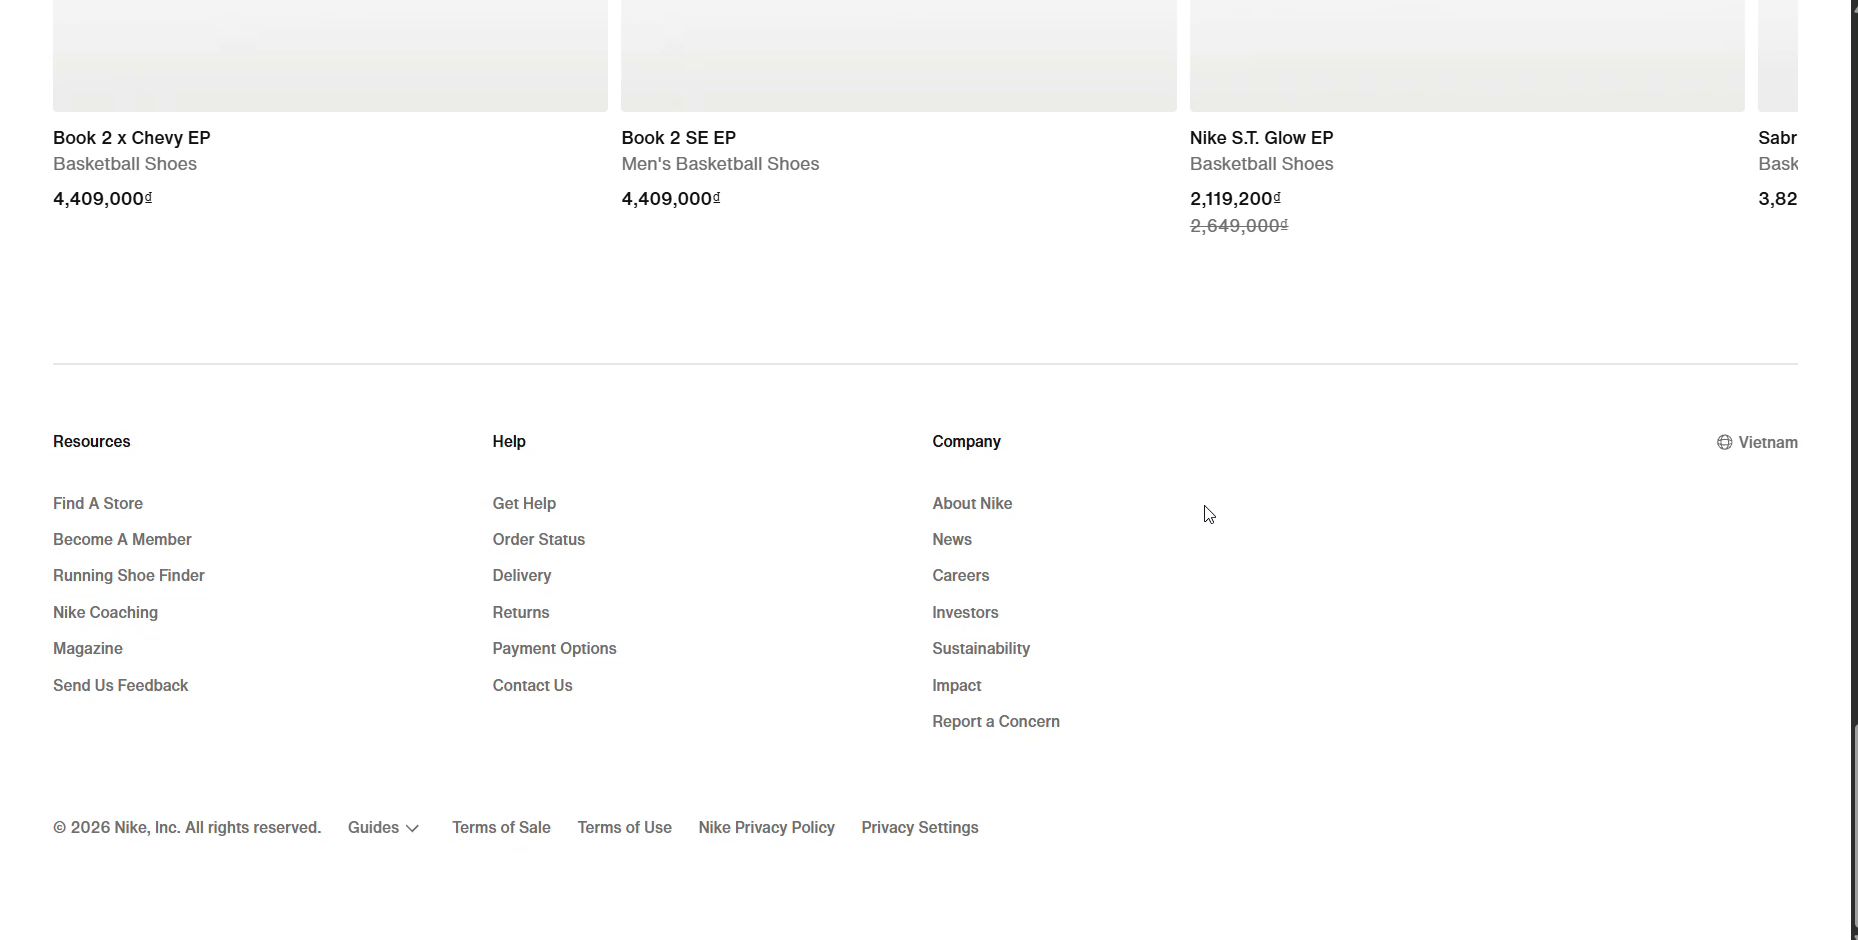 Book 2 x Chevy EP
Basketball Shoes
4,409,000₫
Book 2 SE EP
Men's Basketball Shoes
4,409,000₫
Nike S.T. Glow EP
Basketball Shoes
2,119,200₫
2,649,000₫
Sabr
Bask
3,82
Resources
Find A Store
Become A Member
Running Shoe Finder
Nike Coaching
Magazine
Send Us Feedback
Help
Get Help
Order Status
Delivery
Returns
Payment Options
Contact Us
Company
About Nike
News
Careers
Investors
Sustainability
Impact
Report a Concern
Vietnam
© 2026 Nike, Inc. All rights reserved. Guides Terms of Sale Terms of Use Nike Privacy Policy Privacy Settings